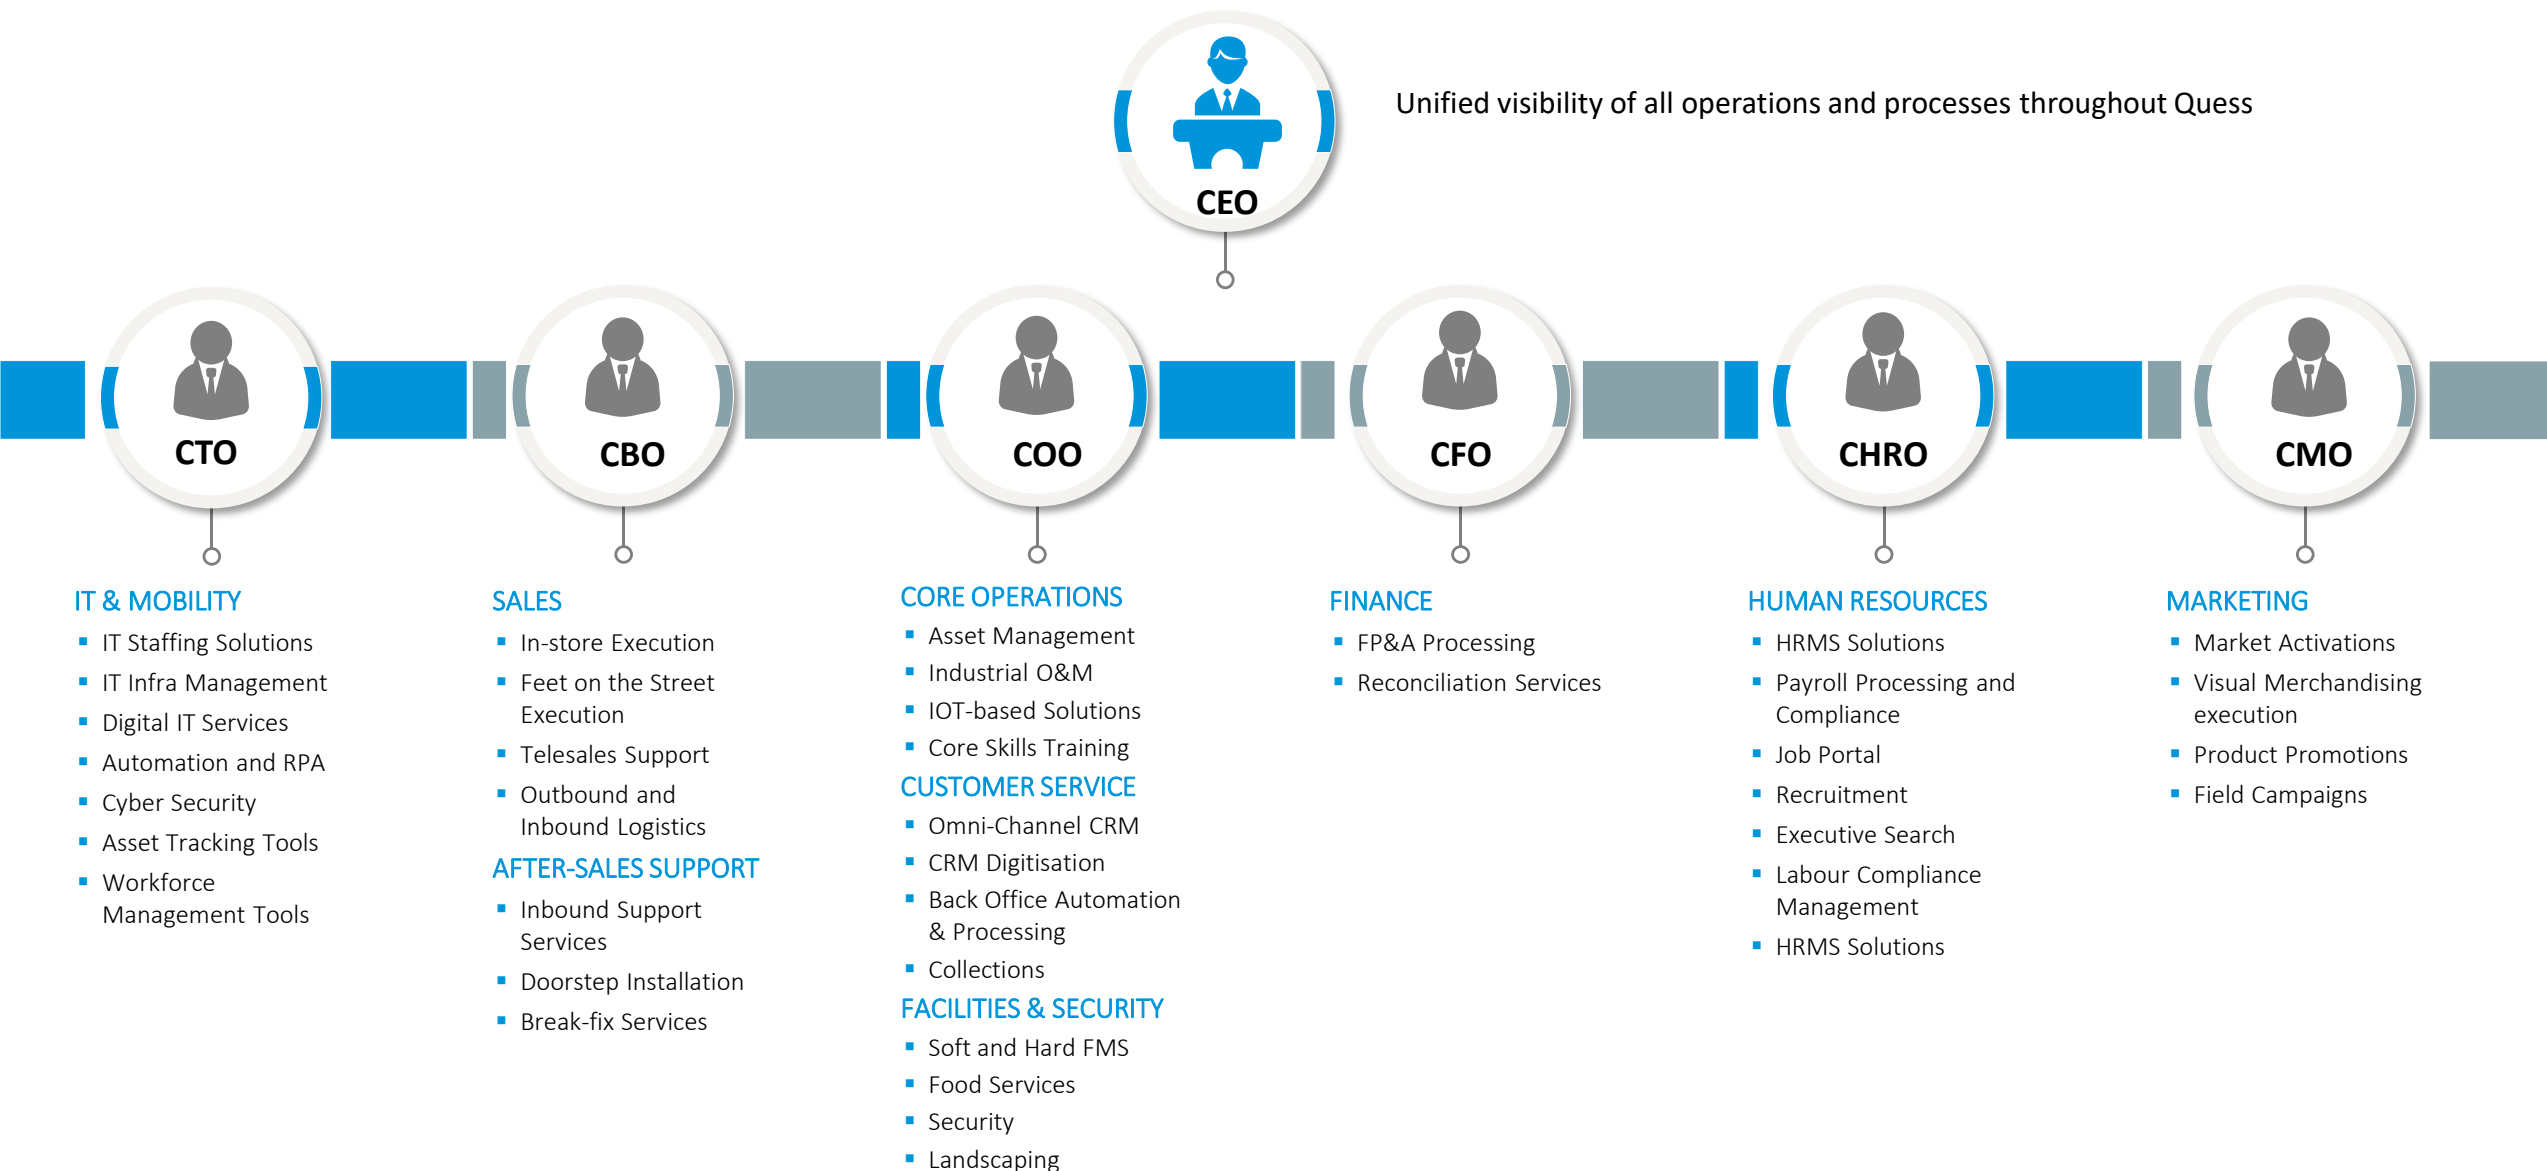 Unified visibility of all operations and processes throughout Quess
CEO
CTO
IT & MOBILITY
IT Staffing Solutions
IT Infra Management
Digital IT Services
Automation and RPA
Cyber Security
Asset Tracking Tools
Workforce
Management Tools
CBO
SALES
In-store Execution
Feet on the Street
Execution
Telesales Support
Outbound and
Inbound Logistics
AFTER-SALES SUPPORT
Inbound Support
Services
Doorstep Installation
Break-fix Services
COO
CORE OPERATIONS
Asset Management
Industrial O&M
IOT-based Solutions
Core Skills Training
CUSTOMER SERVICE
Omni-Channel CRM
CRM Digitisation
Back Office Automation
& Processing
Collections
FACILITIES & SECURITY
Soft and Hard FMS
Food Services
Security
Landscaping
CFO
FINANCE
FP&A Processing
Reconciliation Services
CHRO
HUMAN RESOURCES
HRMS Solutions
Payroll Processing and
Compliance
Job Portal
Recruitment
Executive Search
Labour Compliance
Management
HRMS Solutions
CMO
MARKETING
Market Activations
Visual Merchandising
execution
Product Promotions
Field Campaigns